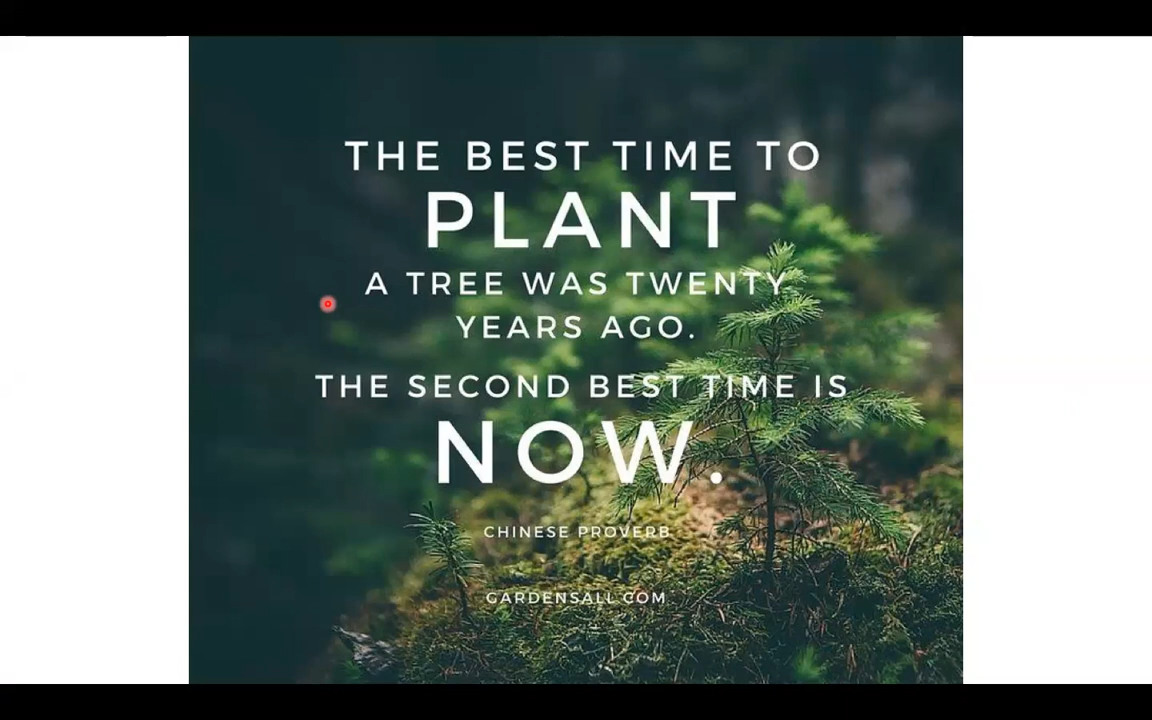 THE BEST TIME TO
PLANT
A TREE WAS TWENTY
YEARS AGO.
THE SECOND BEST TIME IS
NOW.
CHINESE PROVERB
GARDENSALL.COM